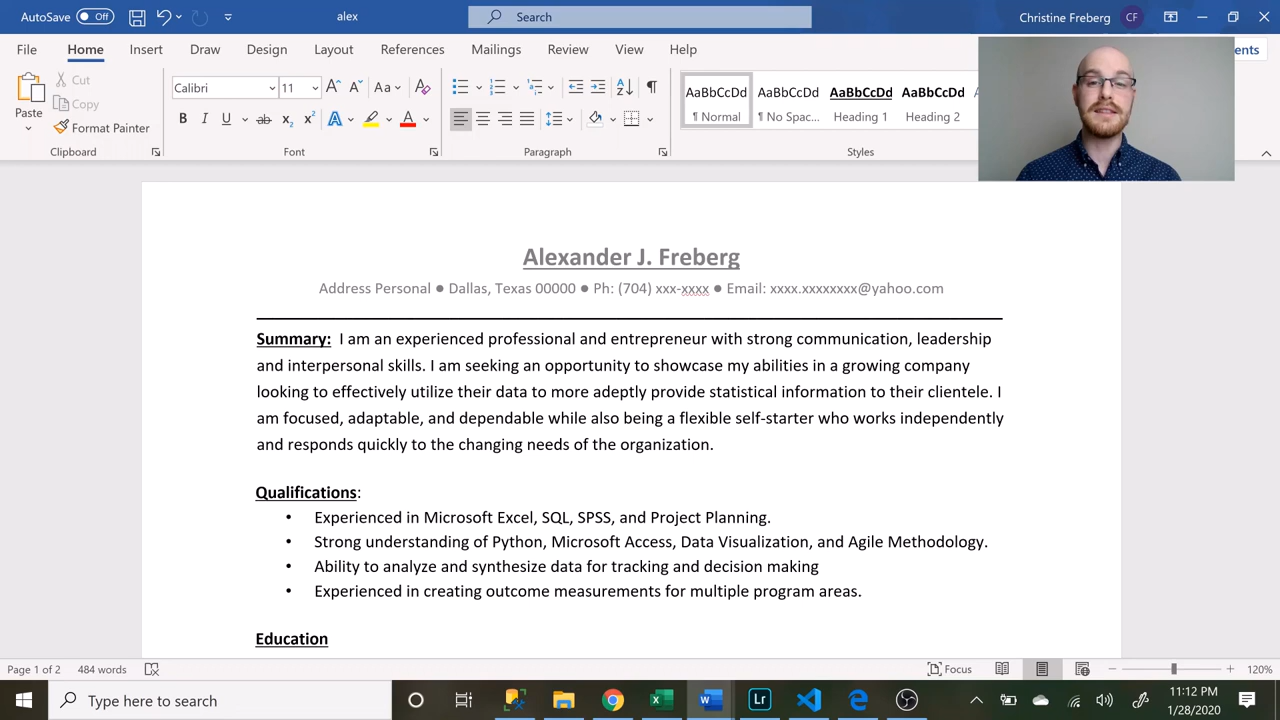 AutoSave Off alex Search Christine Freberg CF
File Home Insert Draw Design Layout References Mailings Review View Help ents
Paste Cut Copy Format Painter
Calibri 11 Aa
AaBbCcDd AaBbCcDd AaBbCcDd AaBbCcDd
¶ Normal ¶ No Spac... Heading 1 Heading 2
Clipboard Font Paragraph Styles
Alexander J. Freberg
Address Personal ● Dallas, Texas 00000 ● Ph: (704) xxx-xxxx ● Email: xxxx.xxxxxxxx@yahoo.com
Summary: I am an experienced professional and entrepreneur with strong communication, leadership
and interpersonal skills. I am seeking an opportunity to showcase my abilities in a growing company
looking to effectively utilize their data to more adeptly provide statistical information to their clientele. I
am focused, adaptable, and dependable while also being a flexible self-starter who works independently
and responds quickly to the changing needs of the organization.
Qualifications:
• Experienced in Microsoft Excel, SQL, SPSS, and Project Planning.
• Strong understanding of Python, Microsoft Access, Data Visualization, and Agile Methodology.
• Ability to analyze and synthesize data for tracking and decision making
• Experienced in creating outcome measurements for multiple program areas.
Education
Page 1 of 2 484 words Focus 120%
Type here to search Lr 11:12 PM
1/28/2020